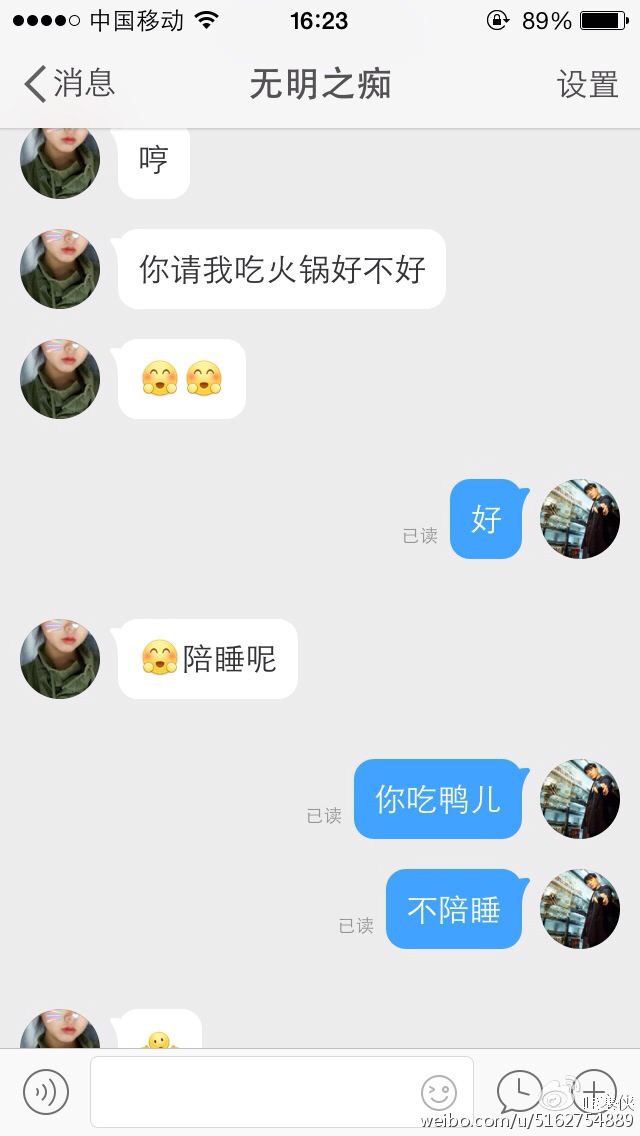 中国移动 16:23 89%
消息 无明之痴 设置
哼
你请我吃火锅好不好
好
已读
陪睡呢
你吃鸭儿
已读
不陪睡
已读
weibo.com/u/5162754889